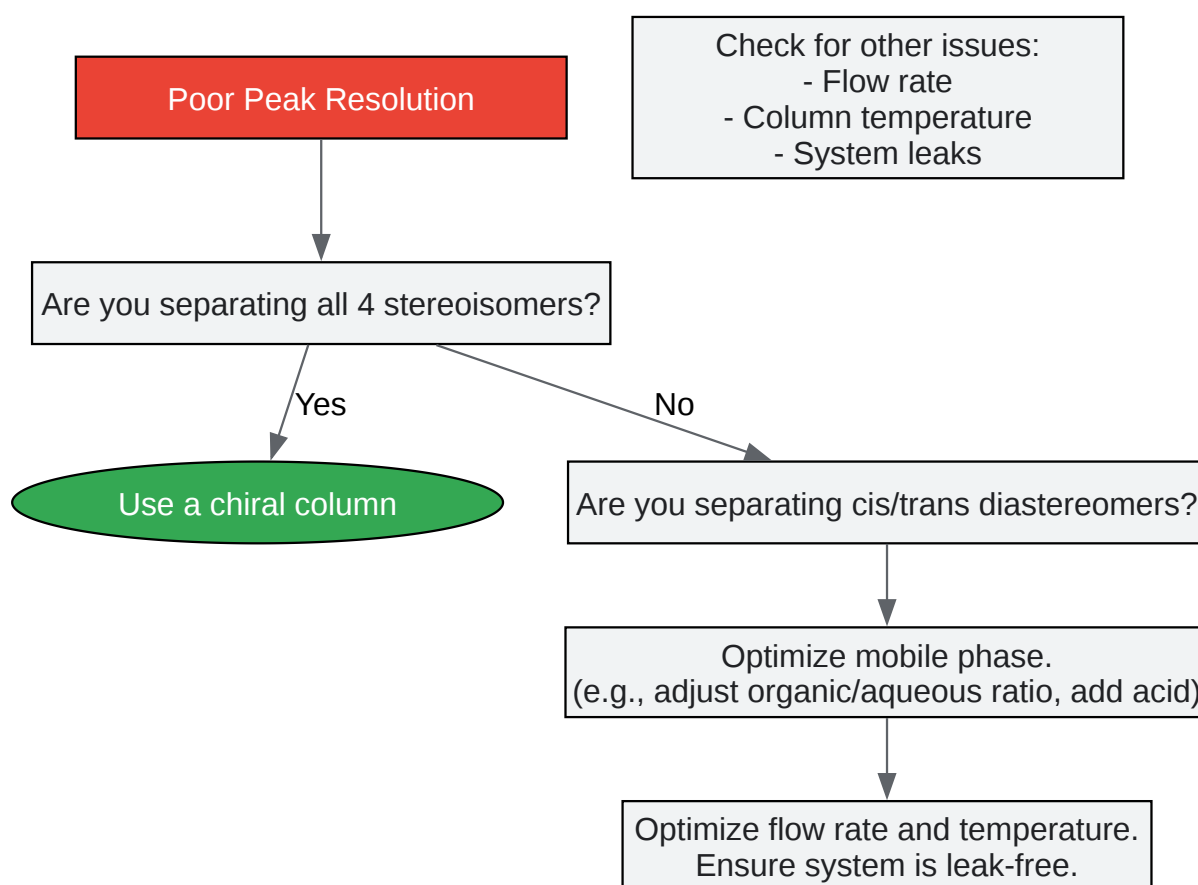 Poor Peak Resolution
Check for other issues:
- Flow rate
- Column temperature
- System leaks
Are you separating all 4 stereoisomers?
Yes
No
Use a chiral column
Are you separating cis/trans diastereomers?
Optimize mobile phase.
(e.g., adjust organic/aqueous ratio, add acid)
Optimize flow rate and temperature.
Ensure system is leak-free.